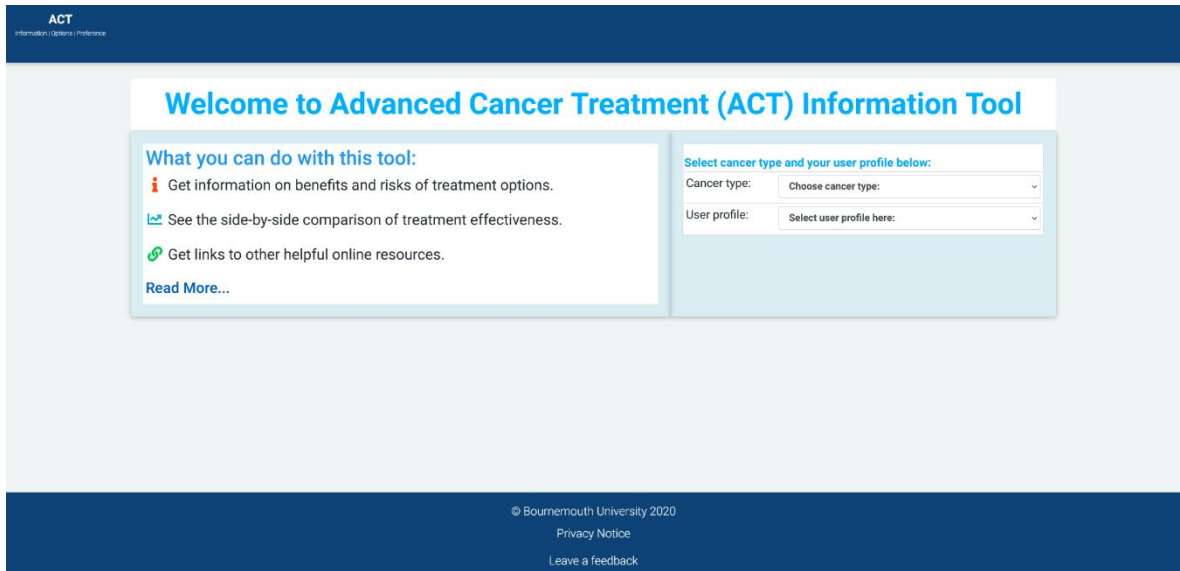 ACT
Information | Options | Preference
Welcome to Advanced Cancer Treatment (ACT) Information Tool
What you can do with this tool:
Get information on benefits and risks of treatment options.
See the side-by-side comparison of treatment effectiveness.
Get links to other helpful online resources.
Read More...
Select cancer type and your user profile below:
Cancer type: Choose cancer type:
User profile: Select user profile here:
© Bournemouth University 2020
Privacy Notice
Leave a feedback